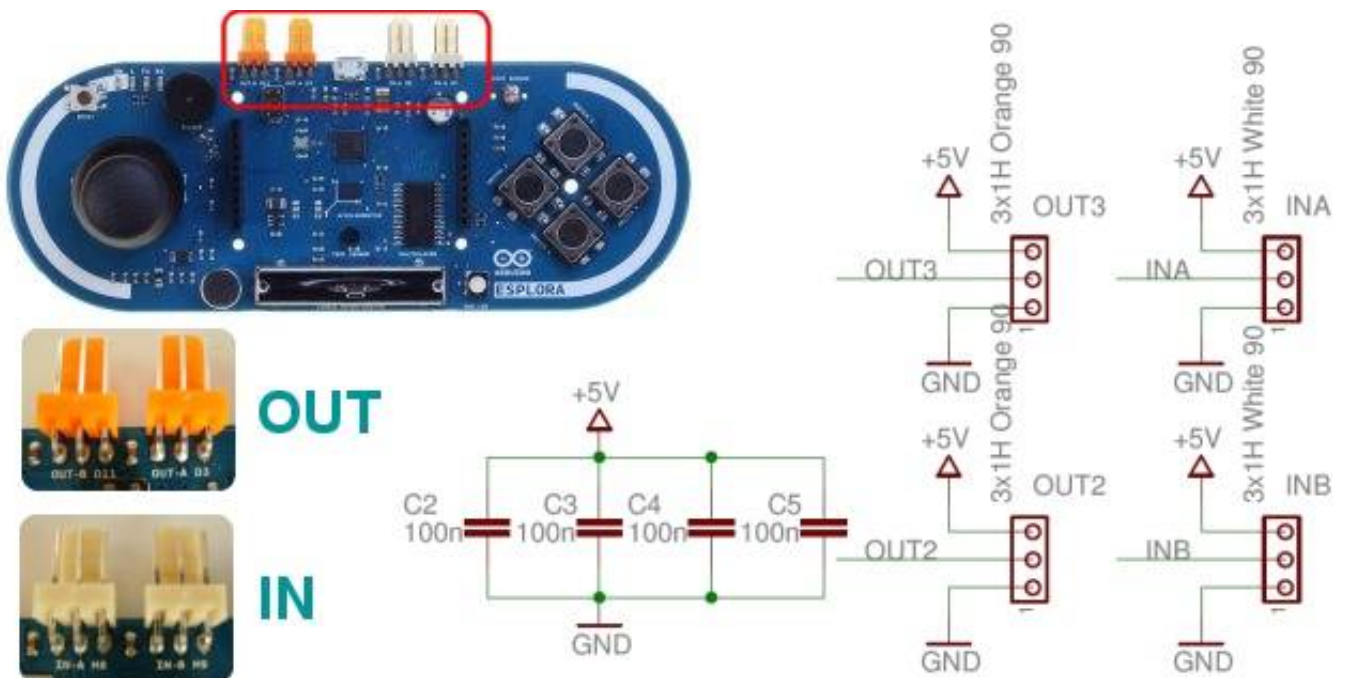 ESPLORA
OUT-B D11
OUT-A D3
OUT
IN-A M8
IN-B M9
IN
+5V
C2
100n
C3
100n
C4
100n
C5
100n
GND
+5V
3x1H Orange 90
OUT3
OUT3
1
GND
+5V
3x1H White 90
INA
INA
1
GND
+5V
3x1H Orange 90
OUT2
OUT2
1
GND
+5V
3x1H White 90
INB
INB
1
GND